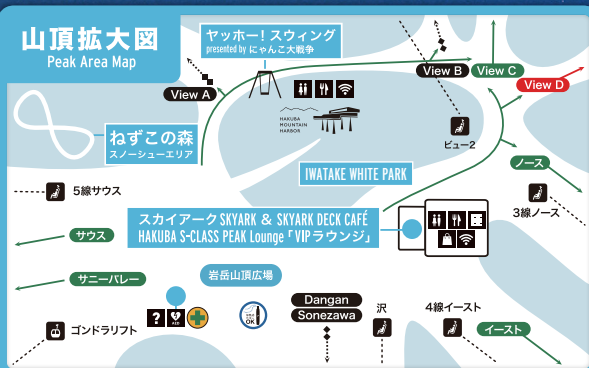 山頂拡大図
Peak Area Map
ヤッホー！スウィング
presented by にゃんこ大戦争
View A
View B
View C
View D
HAKUBA
MOUNTAIN
HARBOR
ねずこの森
スノーシューエリア
ビュー2
IWATAKE WHITE PARK
ノース
5線サウス
3線ノース
スカイアーク SKYARK & SKYARK DECK CAFÉ
HAKUBA S-CLASS PEAK Lounge「VIPラウンジ」
サウス
サニーバレー
岩岳山頂広場
?
AED
OK
Dangan
Sonezawa
ゴンドラリフト
沢
4線イースト
イースト